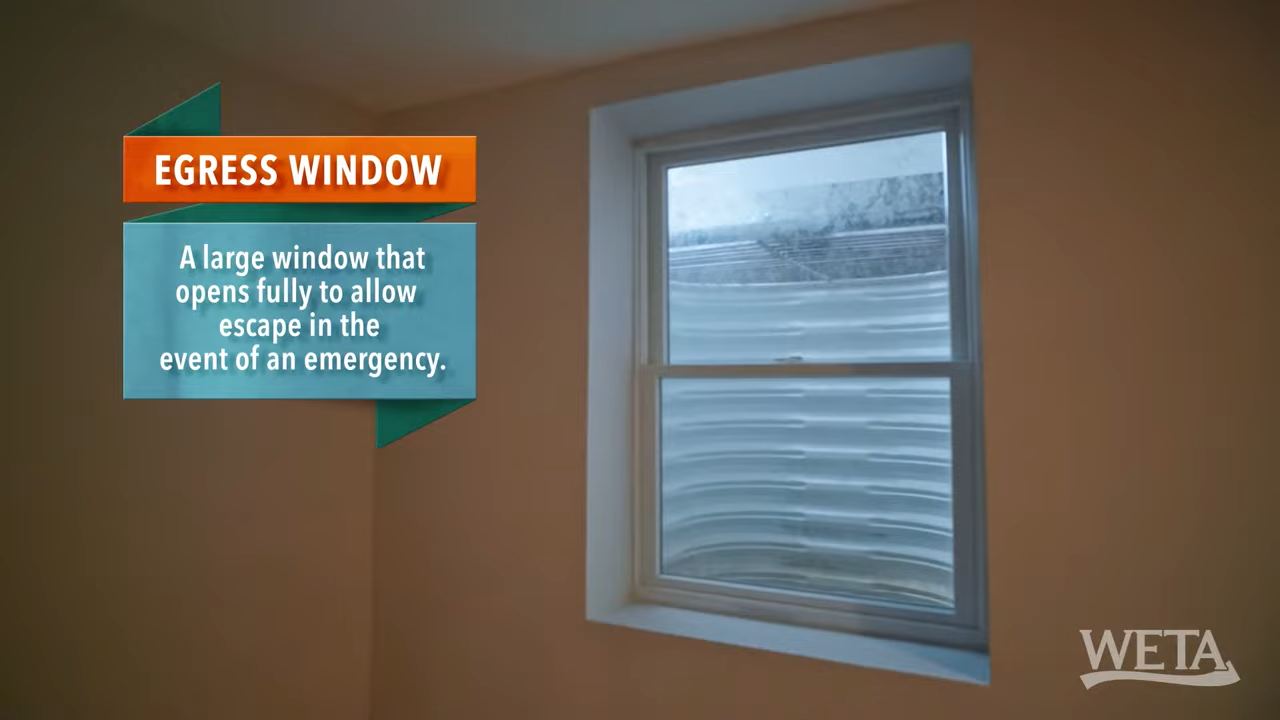 EGRESS WINDOW
A large window that
opens fully to allow
escape in the
event of an emergency.
WETA